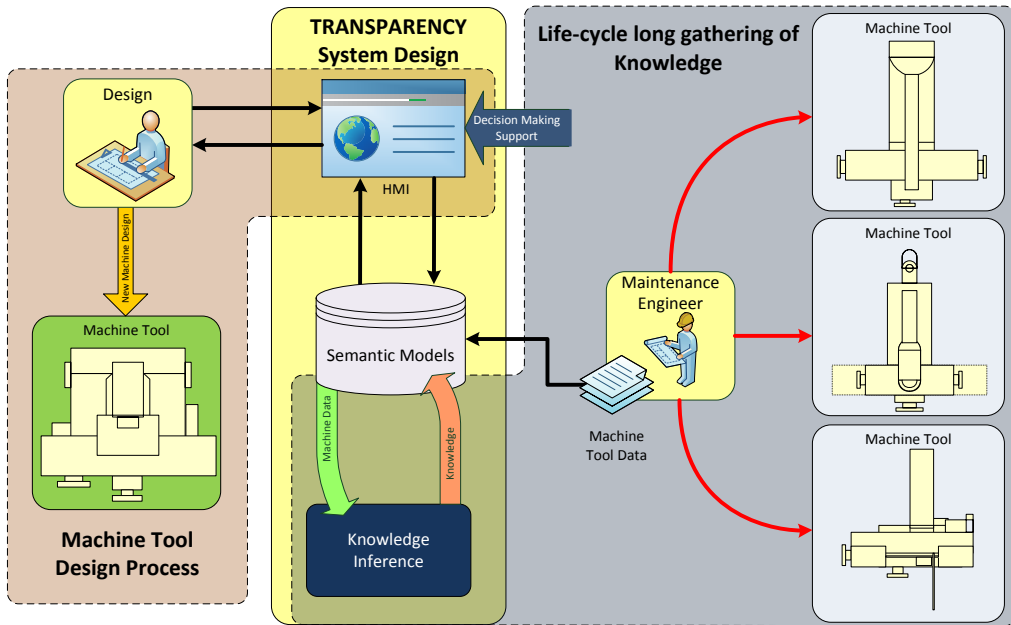 TRANSPARENCY
System Design
Life-cycle long gathering of
Knowledge
Machine Tool
Design
Decision Making
Support
HMI
New Machine Design
Machine Tool
Maintenance
Engineer
Machine Tool
Semantic Models
Machine Data
Knowledge
Machine
Tool Data
Machine Tool
Knowledge
Inference
Machine Tool
Design Process